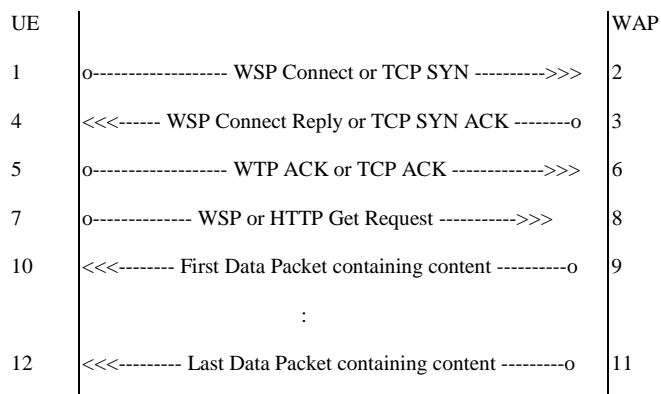 UE WAP
1 o------------------- WSP Connect or TCP SYN ---------->>> 2
4 <<<------ WSP Connect Reply or TCP SYN ACK --------o 3
5 o------------------- WTP ACK or TCP ACK ------------->>> 6
7 o-------------- WSP or HTTP Get Request ----------->>> 8
10 <<<-------- First Data Packet containing content ----------o 9
:
12 <<<--------- Last Data Packet containing content ---------o 11